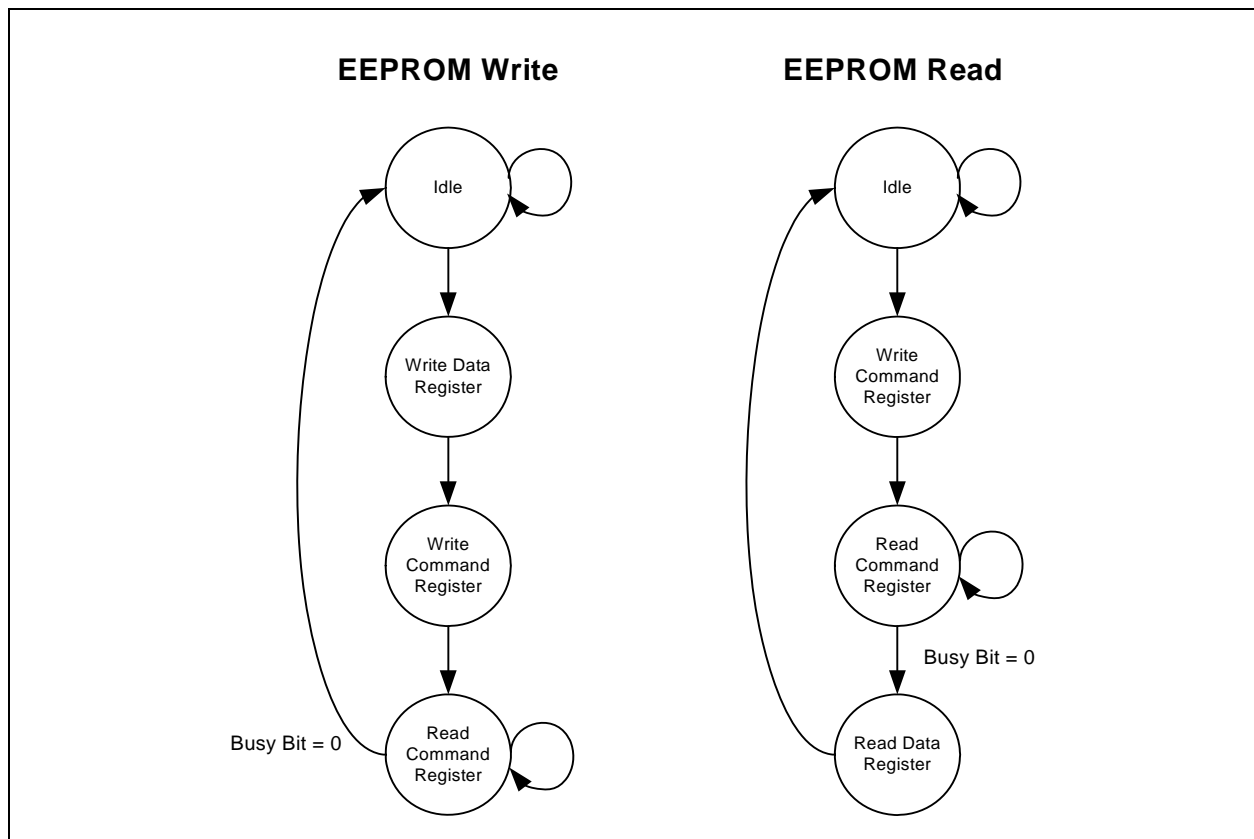 EEPROM Write
Idle
Write Data
Register
Write
Command
Register
Read
Command
Register
Busy Bit = 0
EEPROM Read
Idle
Write
Command
Register
Read
Command
Register
Busy Bit = 0
Read Data
Register